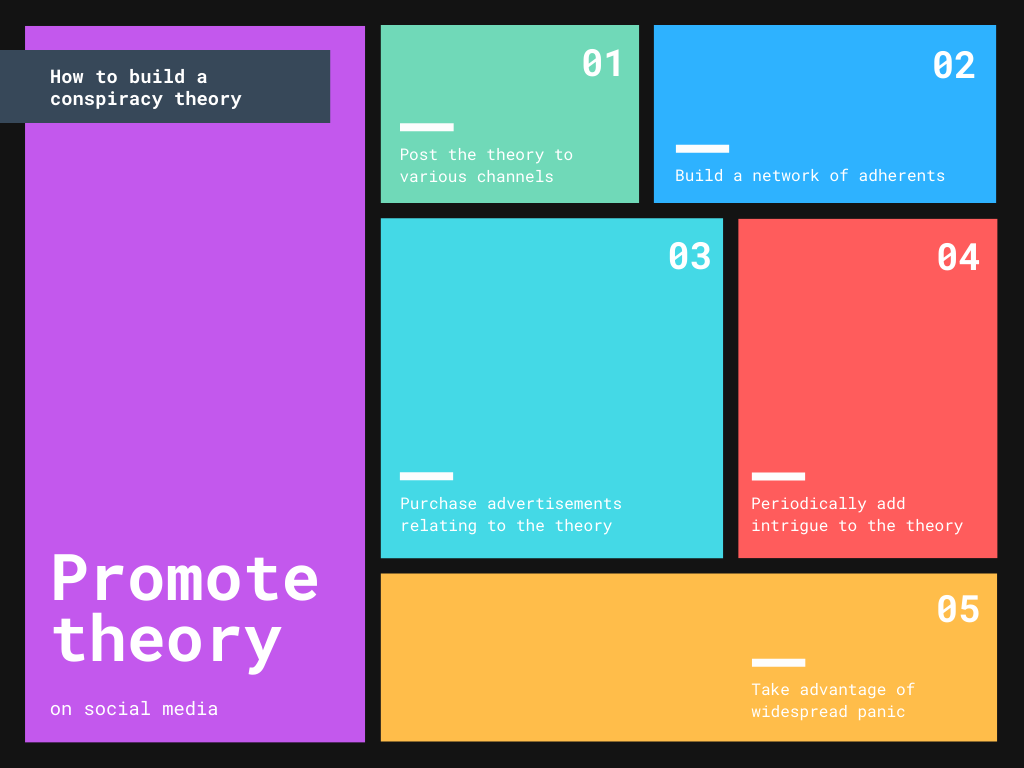 How to build a
conspiracy theory
Promote
theory
on social media
01
Post the theory to
various channels
02
Build a network of adherents
03
Purchase advertisements
relating to the theory
04
Periodically add
intrigue to the theory
05
Take advantage of
widespread panic